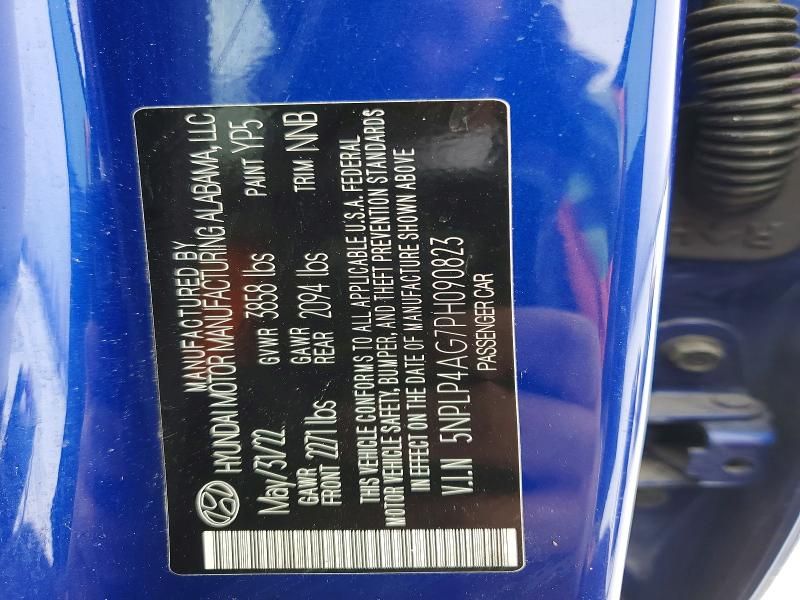 MANUFACTURED BY
HYUNDAI MOTOR MANUFACTURING ALABAMA, LLC
May/31/22 GVWR 3858 lbs PAINT YP5
GAWR FRONT 2271 lbs GAWR REAR 2094 lbs TRIM NNB
THIS VEHICLE CONFORMS TO ALL APPLICABLE U.S.A. FEDERAL
MOTOR VEHICLE SAFETY, BUMPER, AND THEFT PREVENTION STANDARDS
IN EFFECT ON THE DATE OF MANUFACTURE SHOWN ABOVE
V.I.N 5NPLP4AG7PH090823
PASSENGER CAR